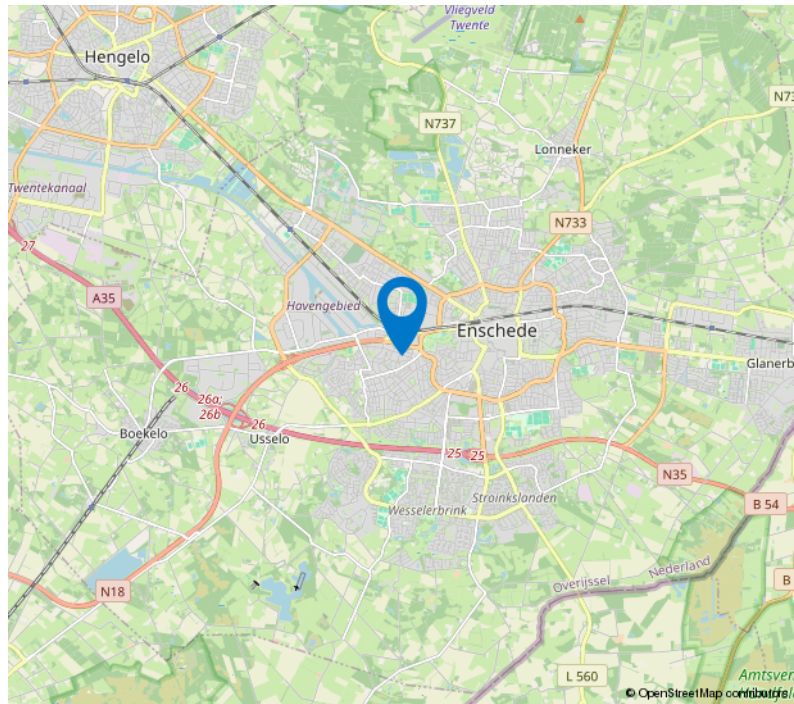 Vliegveld
Twente
Hengelo
N737
N73
Lonneker
Twentekanaal
N733
27
A35
Havengebied
Enschede
Glanerb
26
26a;
26b
26
Boekelo
Usselo
25
25
N35
Stroinkslanden
Wesselerbrink
B 54
Nederland
Overijssel
B
N18
L 560
Amtsven
© OpenStreetMap contributors